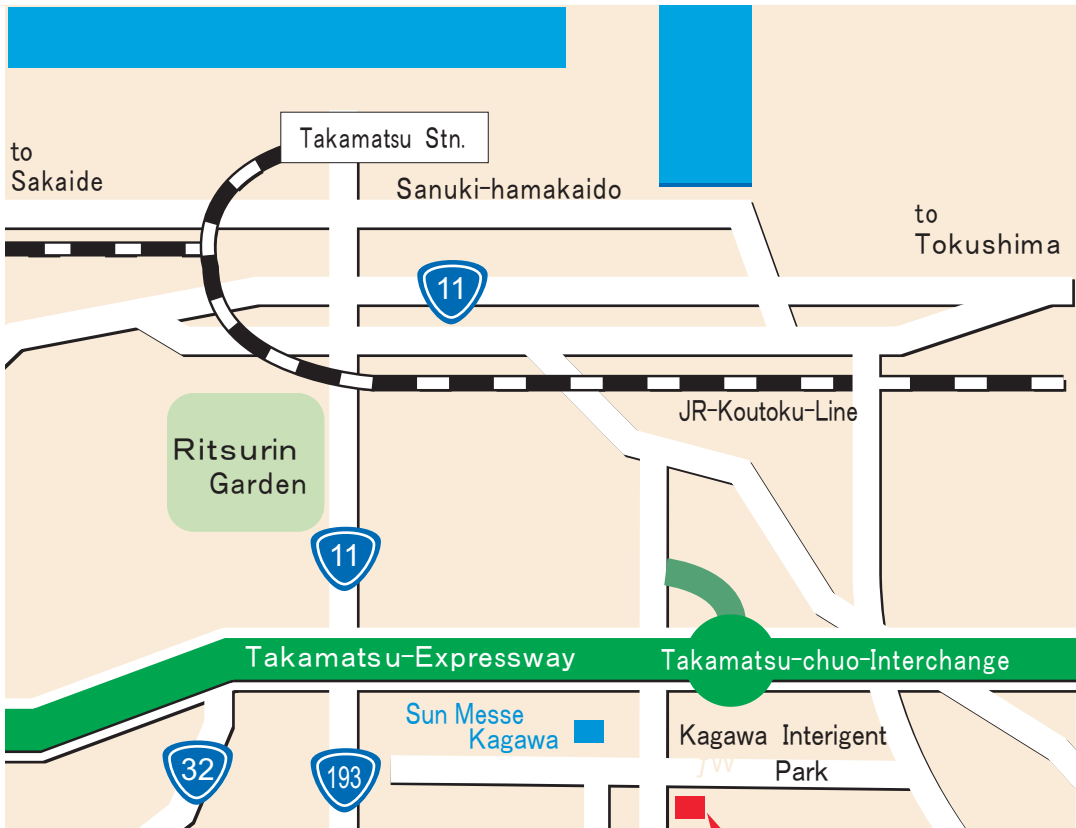 Takamatsu Stn.
to
Sakaide
Sanuki-hamakaido
to
Tokushima
11
JR-Koutoku-Line
Ritsurin
Garden
11
Takamatsu-Expressway
Takamatsu-chuo-Interchange
Sun Messe
Kagawa
Kagawa Interigent
Park
32
193